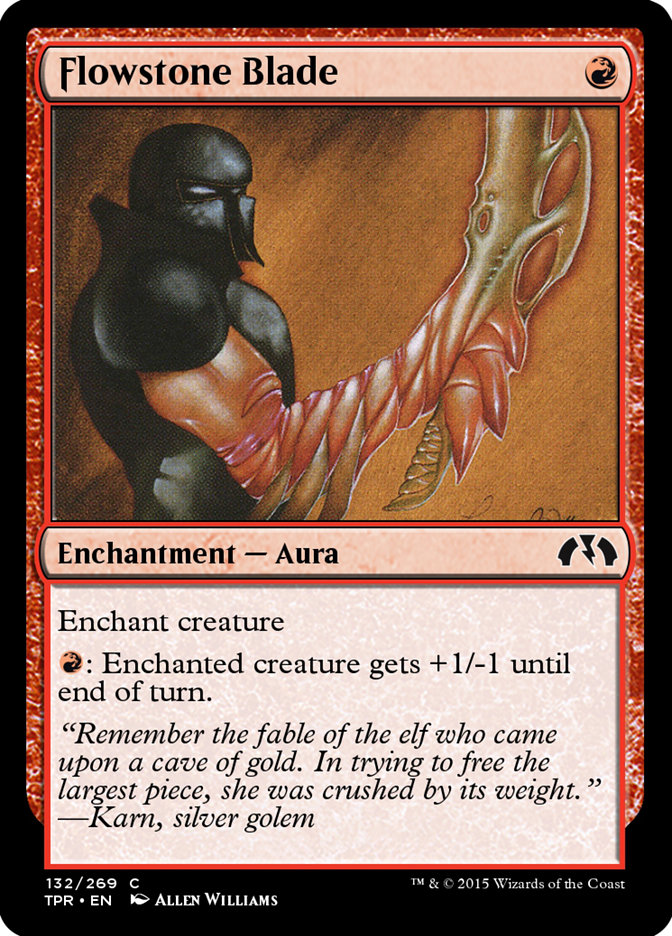 Flowstone Blade
Enchantment — Aura
Enchant creature
: Enchanted creature gets +1/-1 until
end of turn.
“Remember the fable of the elf who came
upon a cave of gold. In trying to free the
largest piece, she was crushed by its weight.”
—Karn, silver golem
132/269 C
TPR • EN Allen Williams
™ & © 2015 Wizards of the Coast